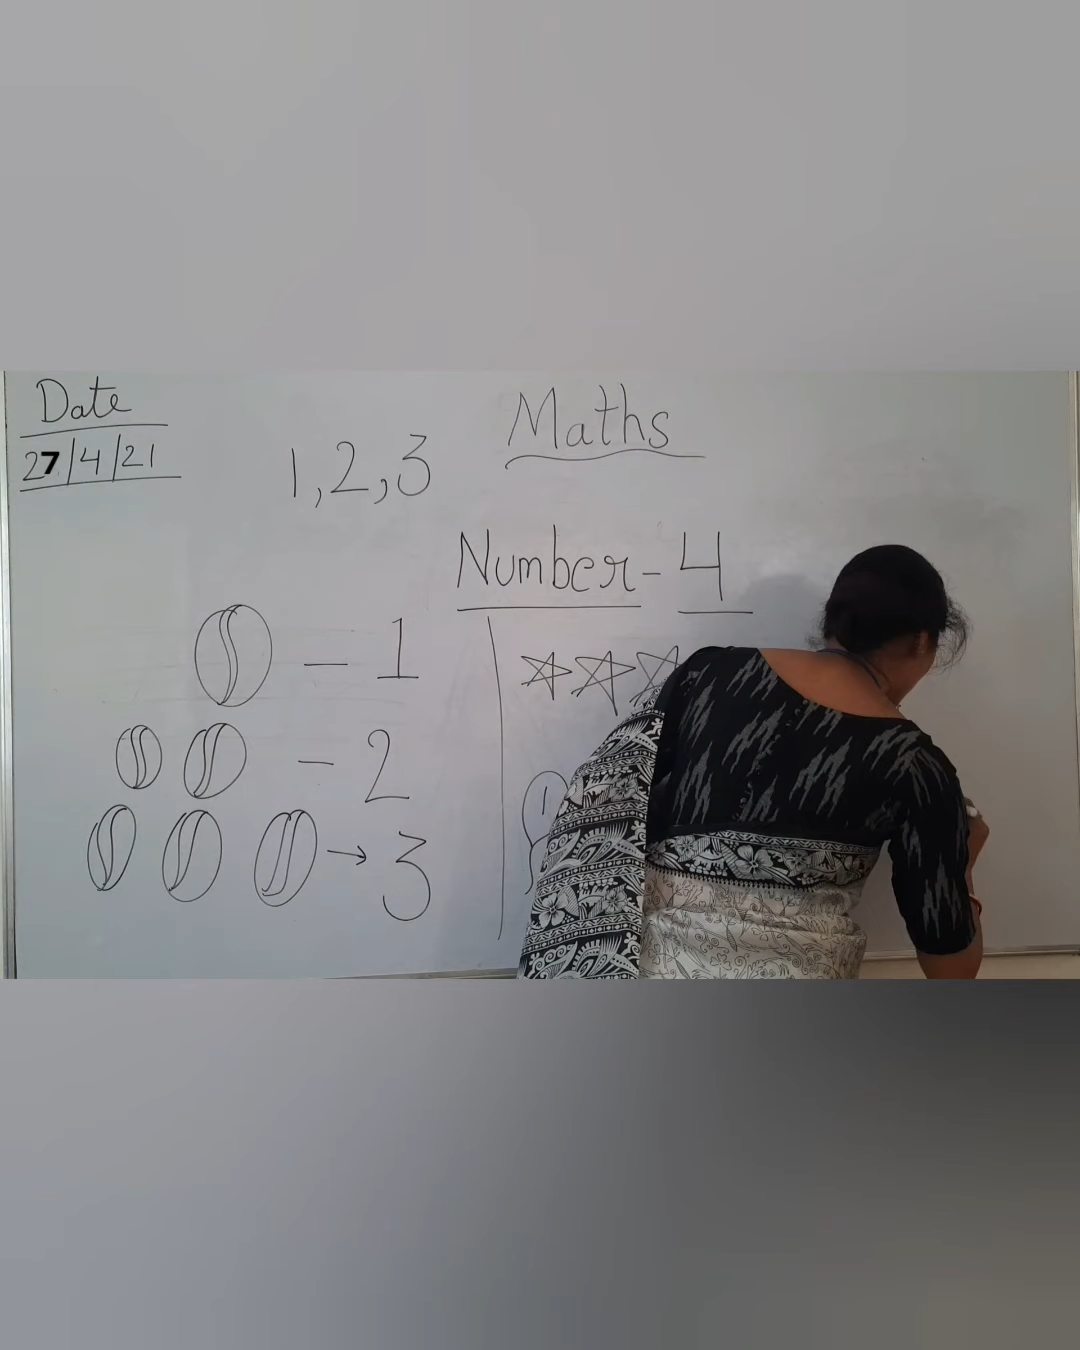 Date
27/4/21
Maths
1,2,3
Number-4
- 1
- 2
→ 3